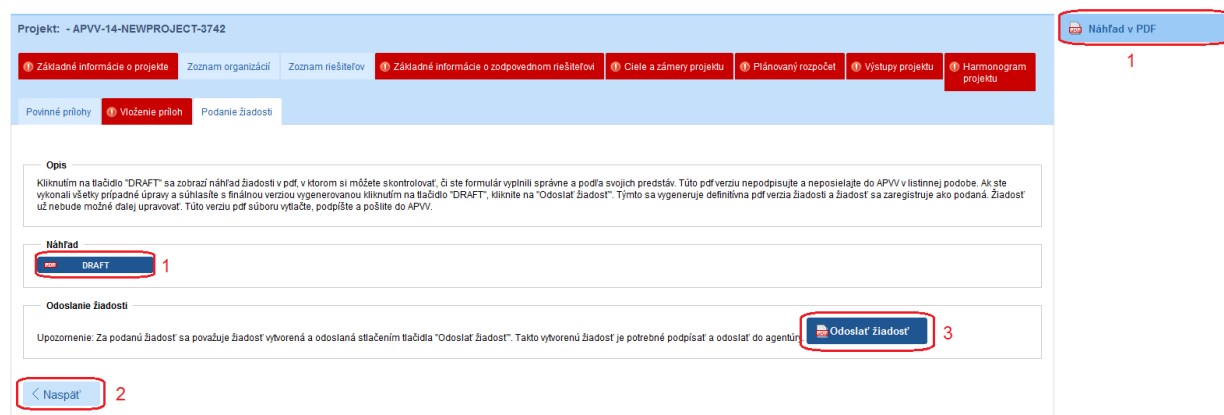 Projekt: - APVV-14-NEWPROJECT-3742
Náhľad v PDF
1
Základné informácie o projekte Zoznam organizácií Zoznam riešiteľov Základné informácie o zodpovednom riešiteľovi Ciele a zámery projektu Plánovaný rozpočet Výstupy projektu Harmonogram
projektu
Povinné prílohy Vloženie príloh Podanie žiadosti
Opis
Kliknutím na tlačidlo "DRAFT" sa zobrazí náhľad žiadosti v pdf, v ktorom si môžete skontrolovať, či ste formulár vyplnili správne a podľa svojich predstáv. Túto pdf verziu nepodpisujte a neposielajte do APVV v listinnej podobe. Ak ste
vykonali všetky prípadné úpravy a súhlasíte s finálnou verziou vygenerovanou kliknutím na tlačidlo "DRAFT", kliknite na "Odoslať žiadosť". Týmto sa vygeneruje definitívna pdf verzia žiadosti a žiadosť sa zaregistruje ako podaná. Žiadosť
už nebude možné ďalej upravovať. Túto verziu pdf súboru vytlačte, podpíšte a pošlite do APVV.
Náhľad
PDF DRAFT 1
Odoslanie žiadosti
Upozornenie: Za podanú žiadosť sa považuje žiadosť vytvorená a odoslaná stlačením tlačidla "Odoslať žiadosť". Takto vytvorenú žiadosť je potrebné podpísať a odoslať do agentúry. Odoslať žiadosť 3
< Naspäť 2